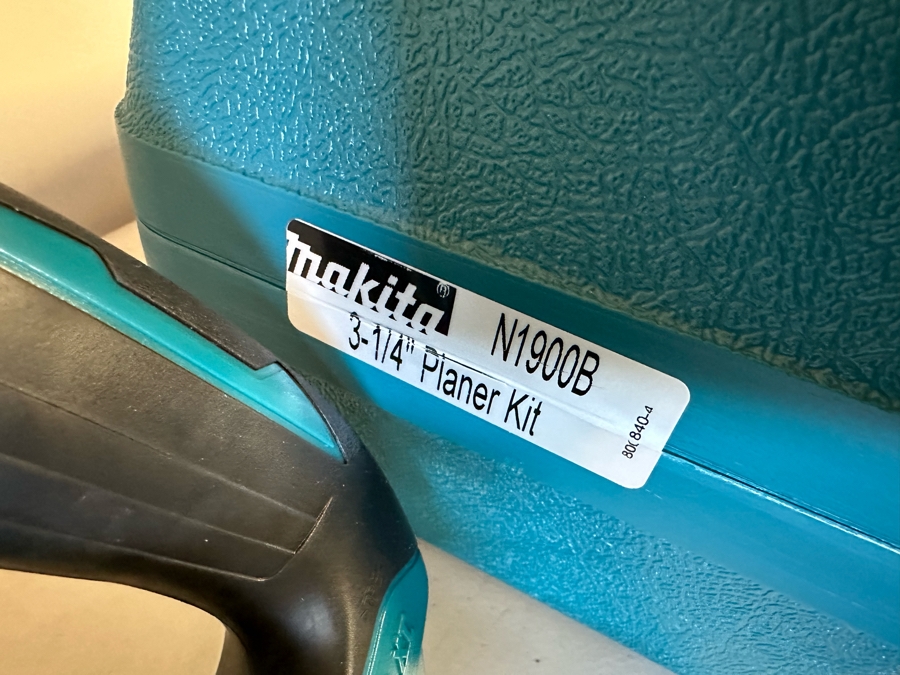 makita®
N1900B
3-1/4" Planer Kit